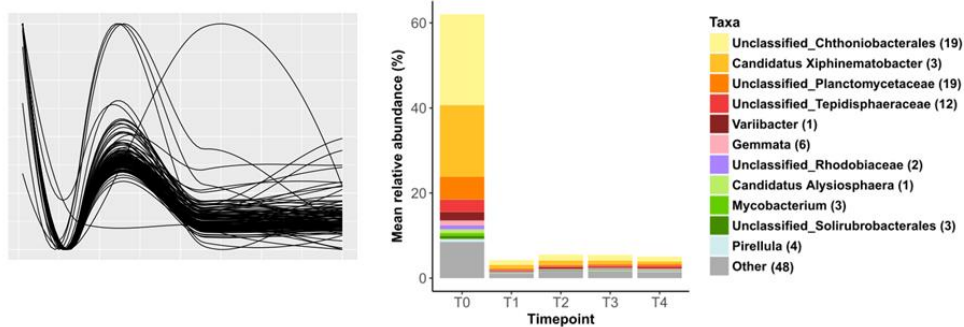 Mean relative abundance (%)
60
40
20
0
T0 T1 T2 T3 T4
Timepoint
Taxa
Unclassified_Chthoniobacterales (19)
Candidatus Xiphinematobacter (3)
Unclassified_Planctomycetaceae (19)
Unclassified_Tepidisphaeraceae (12)
Variibacter (1)
Gemmata (6)
Unclassified_Rhodobiaceae (2)
Candidatus Alysiosphaera (1)
Mycobacterium (3)
Unclassified_Solirubrobacterales (3)
Pirellula (4)
Other (48)